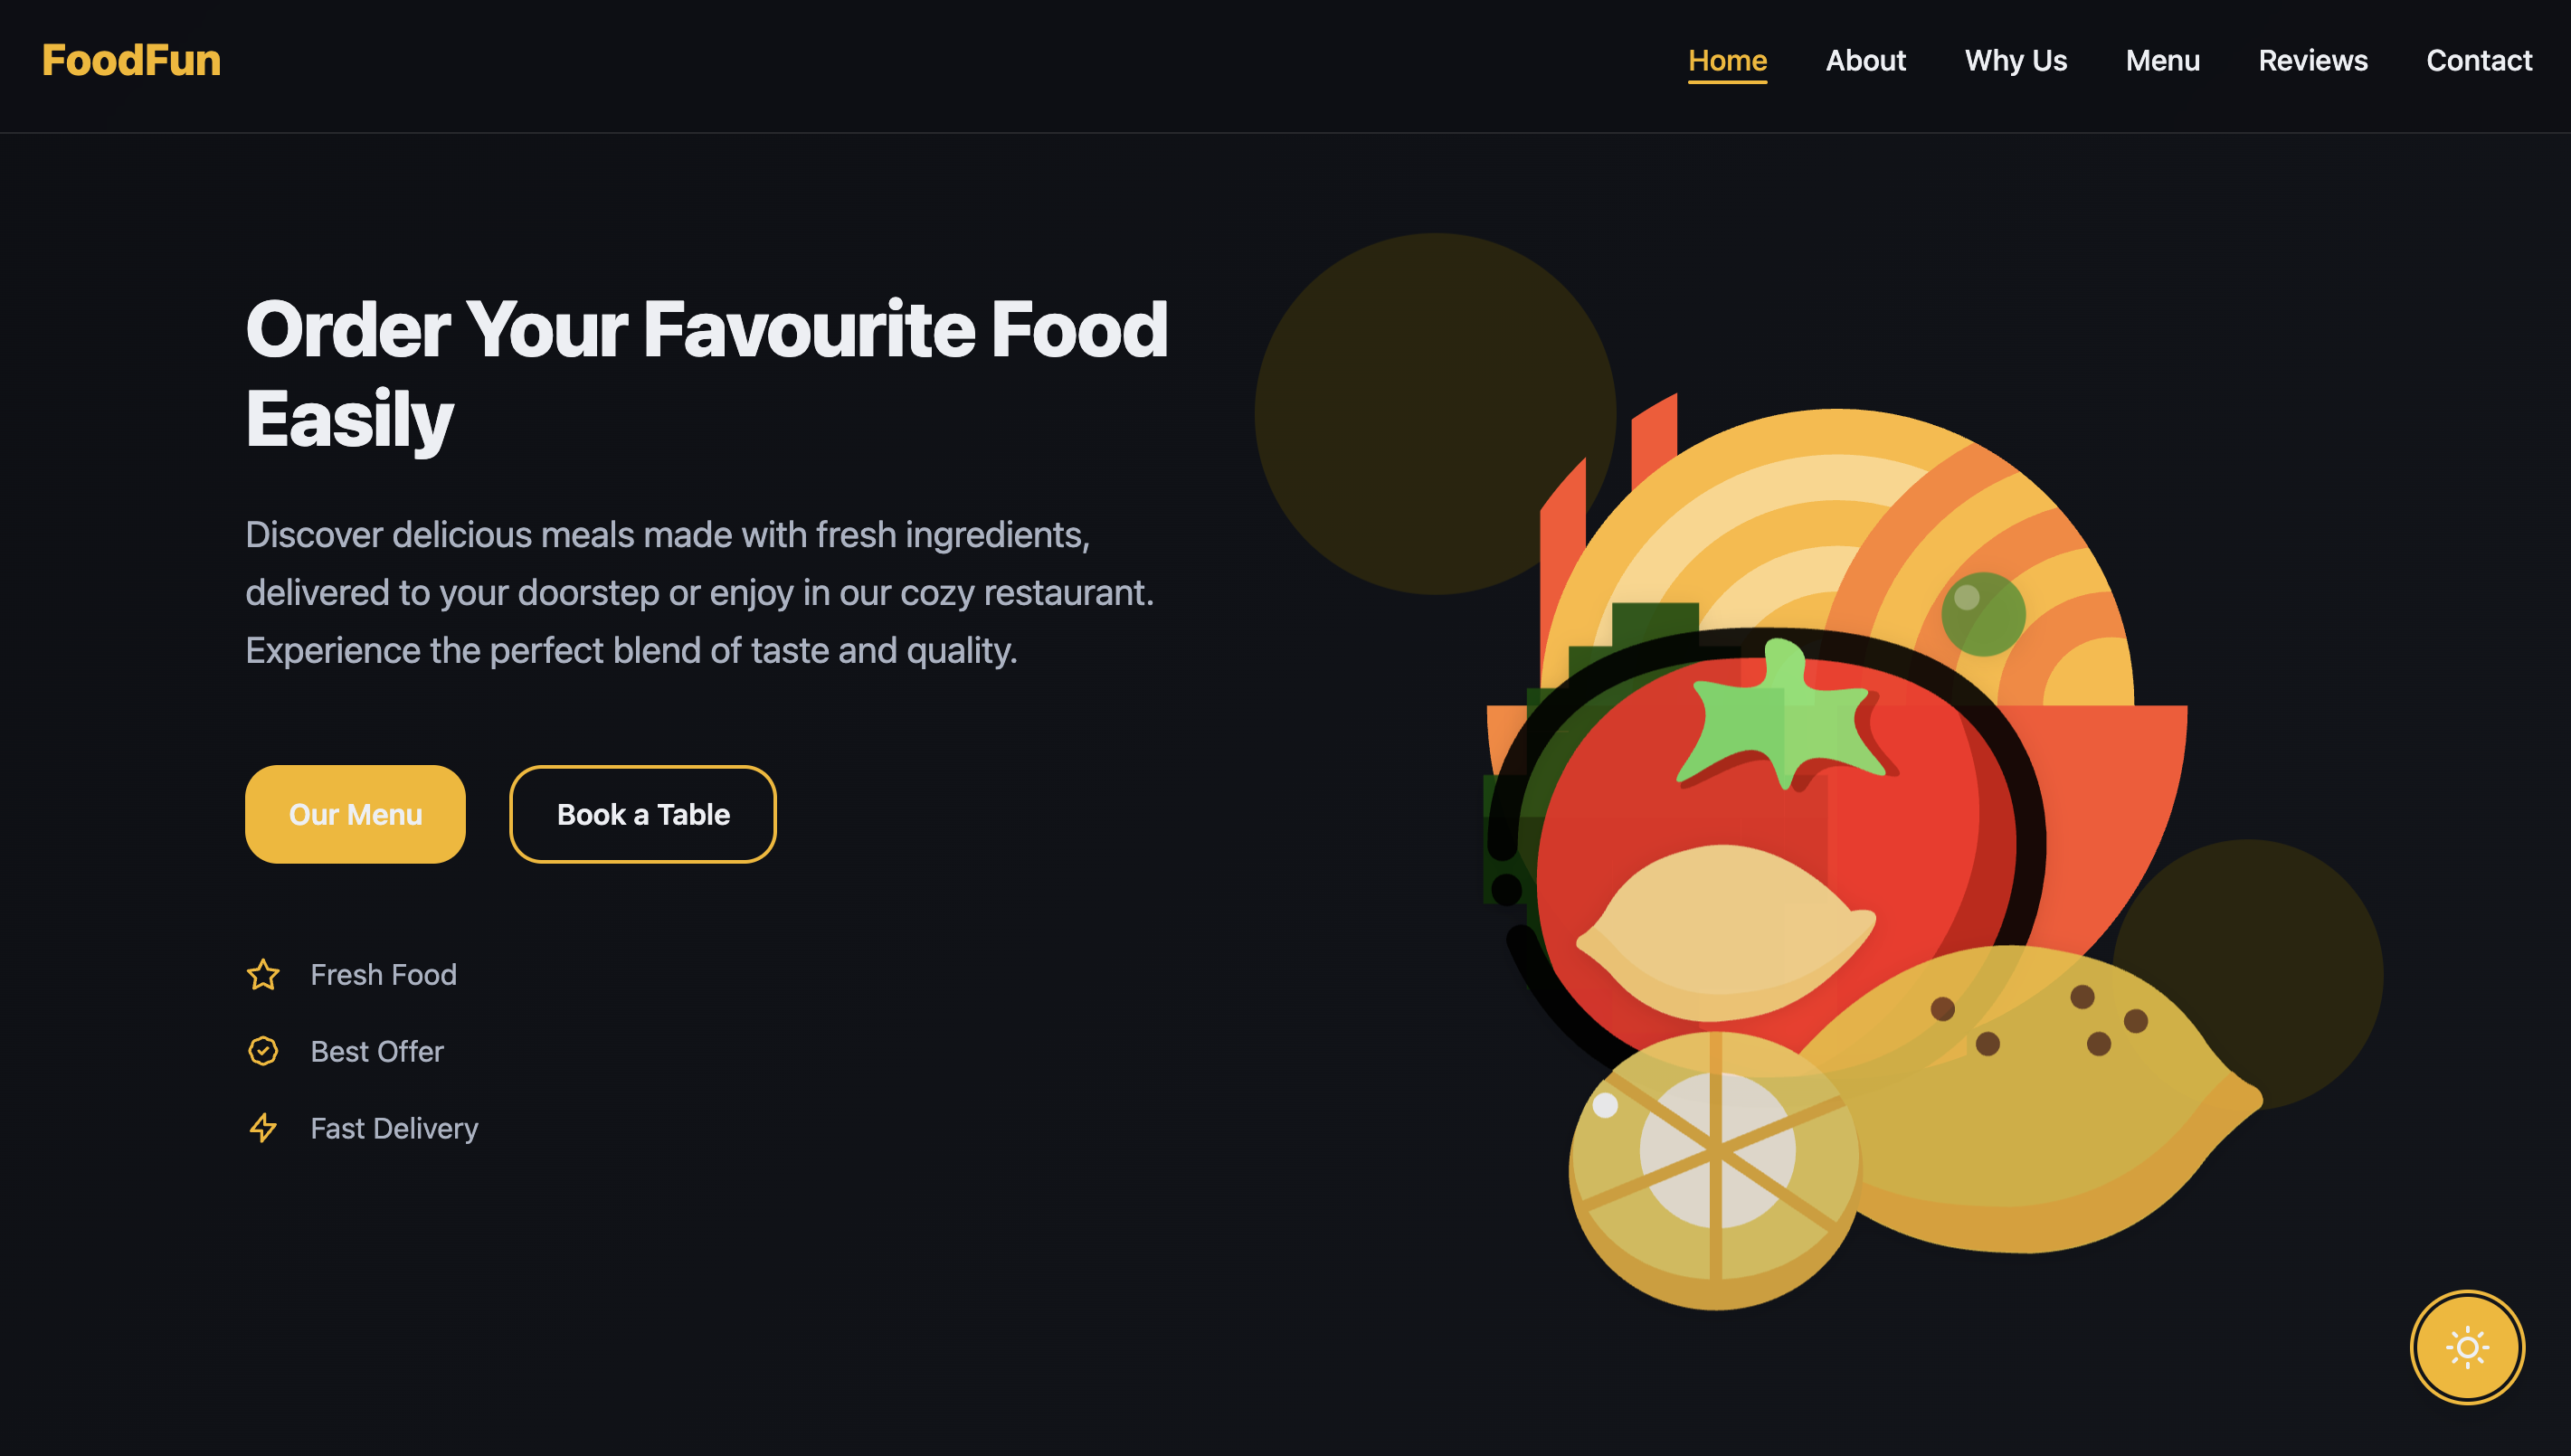 FoodFun
Home
About
Why Us
Menu
Reviews
Contact
Order Your Favourite Food
Easily
Discover delicious meals made with fresh ingredients,
delivered to your doorstep or enjoy in our cozy restaurant.
Experience the perfect blend of taste and quality.
Our Menu
Book a Table
Fresh Food
Best Offer
Fast Delivery